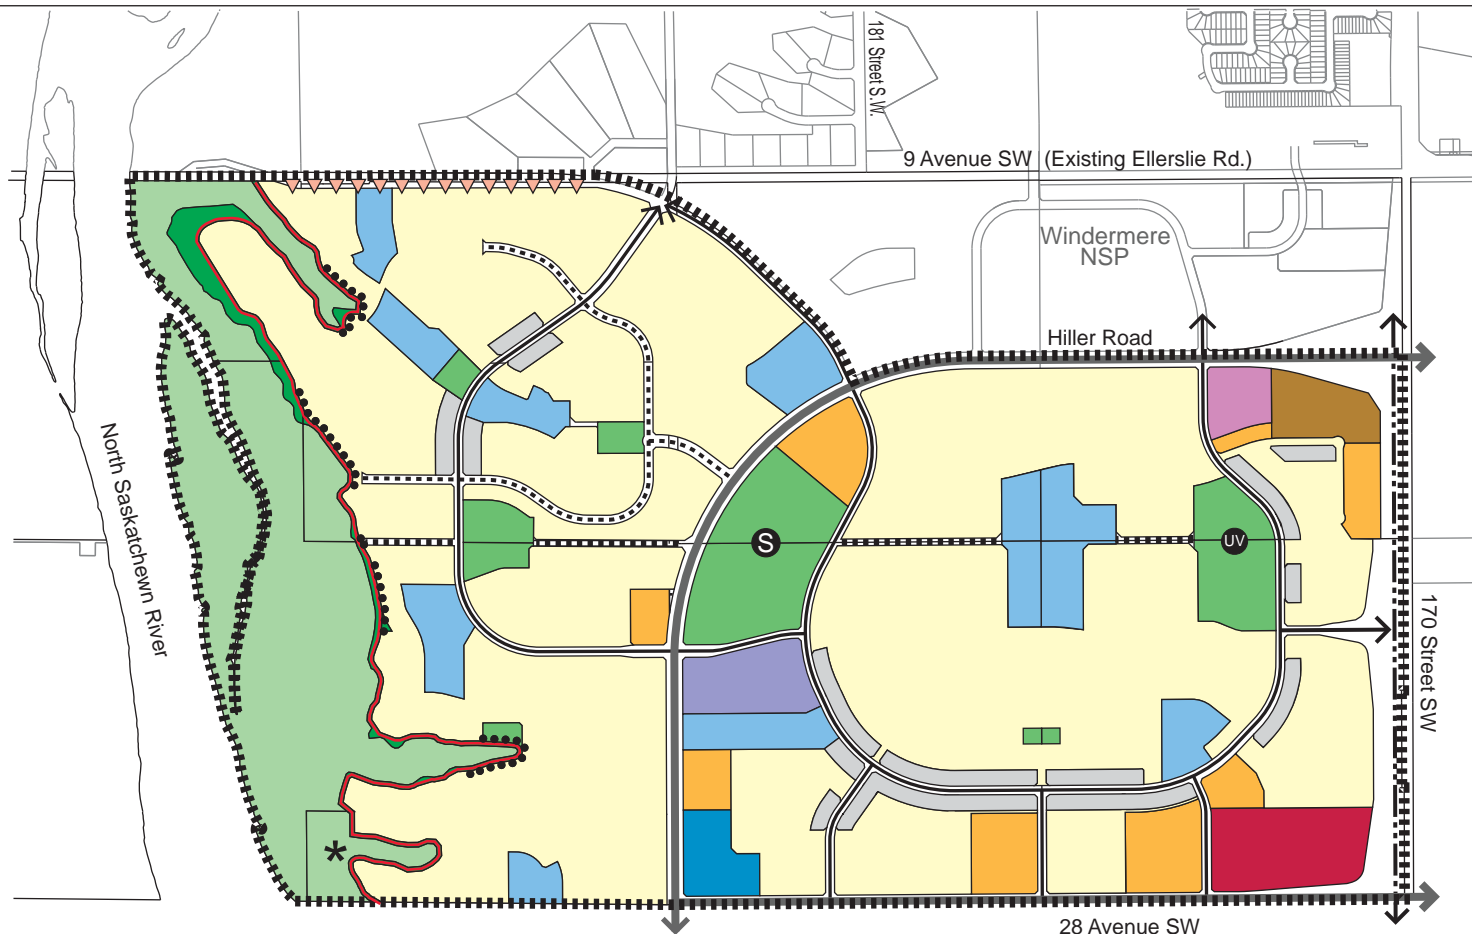 181 Street S.W.
9 Avenue SW (Existing Ellerslie Rd.)
Windermere
NSP
Hiller Road
North Saskatchewn River
S
UV
170 Street SW
*
28 Avenue SW